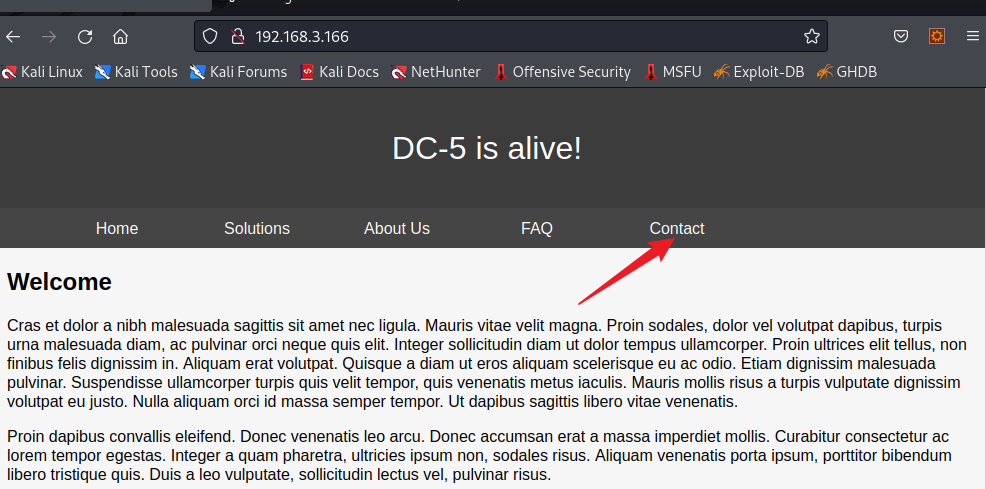 192.168.3.166
Kali Linux Kali Tools Kali Forums Kali Docs NetHunter Offensive Security MSFU Exploit-DB GHDB
DC-5 is alive!
Home Solutions About Us FAQ Contact
Welcome
Cras et dolor a nibh malesuada sagittis sit amet nec ligula. Mauris vitae velit magna. Proin sodales, dolor vel volutpat dapibus, turpis
urna malesuada diam, ac pulvinar orci neque quis elit. Integer sollicitudin diam ut dolor tempus ullamcorper. Proin ultrices elit tellus, non
finibus felis dignissim in. Aliquam erat volutpat. Quisque a diam ut eros aliquam scelerisque eu ac odio. Etiam dignissim malesuada
pulvinar. Suspendisse ullamcorper turpis quis velit tempor, quis venenatis metus iaculis. Mauris mollis risus a turpis vulputate dignissim
volutpat eu justo. Nulla aliquam orci id massa semper tempor. Ut dapibus sagittis libero vitae venenatis.
Proin dapibus convallis eleifend. Donec venenatis leo arcu. Donec accumsan erat a massa imperdiet mollis. Curabitur consectetur ac
lorem tempor egestas. Integer a quam pharetra, ultricies ipsum non, sodales risus. Aliquam venenatis porta ipsum, porttitor bibendum
libero tristique quis. Duis a leo vulputate, sollicitudin lectus vel, pulvinar risus.